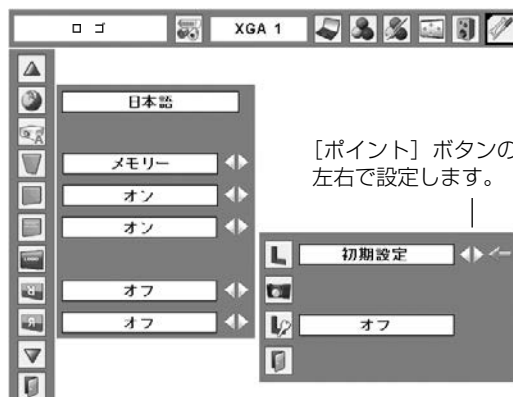 ロ ゴ
XGA 1
日本語
メモリー
オン
オン
オフ
オフ
［ポイント］ボタンの
左右で設定します。
初期設定
オフ